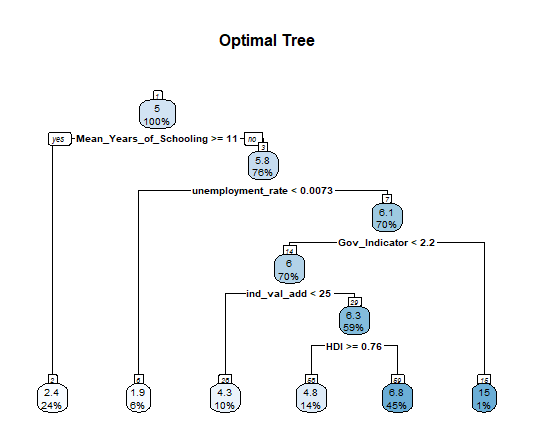 Optimal Tree
1
5
100%
yes Mean_Years_of_Schooling >= 11 no
3
5.8
76%
unemployment_rate < 0.0073
7
6.1
70%
Gov_Indicator < 2.2
14
6
70%
ind_val_add < 25
29
6.3
59%
HDI >= 0.76
2 6 28 58 59 15
2.4 1.9 4.3 4.8 6.8 15
24% 6% 10% 14% 45% 1%